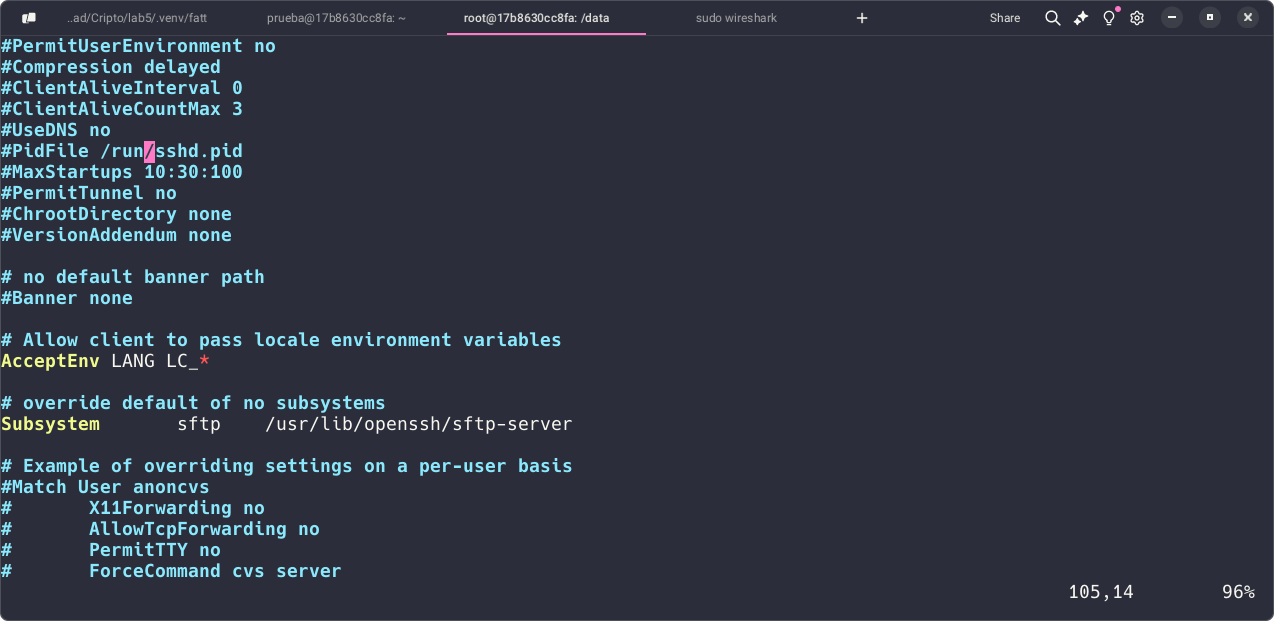 ..ad/Cripto/lab5/.venv/fatt prueba@17b8630cc8fa: ~ root@17b8630cc8fa: /data sudo wireshark + Share
#PermitUserEnvironment no
#Compression delayed
#ClientAliveInterval 0
#ClientAliveCountMax 3
#UseDNS no
#PidFile /run/sshd.pid
#MaxStartups 10:30:100
#PermitTunnel no
#ChrootDirectory none
#VersionAddendum none
# no default banner path
#Banner none
# Allow client to pass locale environment variables
AcceptEnv LANG LC_*
# override default of no subsystems
Subsystem       sftp    /usr/lib/openssh/sftp-server
# Example of overriding settings on a per-user basis
#Match User anoncvs
#       X11Forwarding no
#       AllowTcpForwarding no
#       PermitTTY no
#       ForceCommand cvs server
105,14 96%